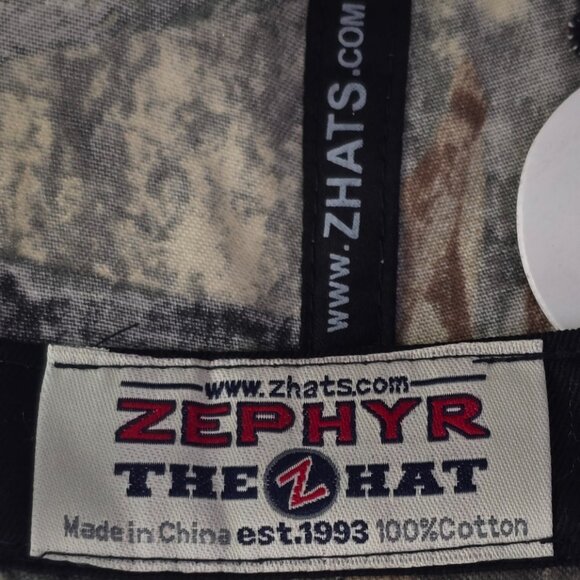 www.ZHATS.COM
www.zhats.com
ZEPHYR
THE Z HAT
Made in China est.1993 100%Cotton